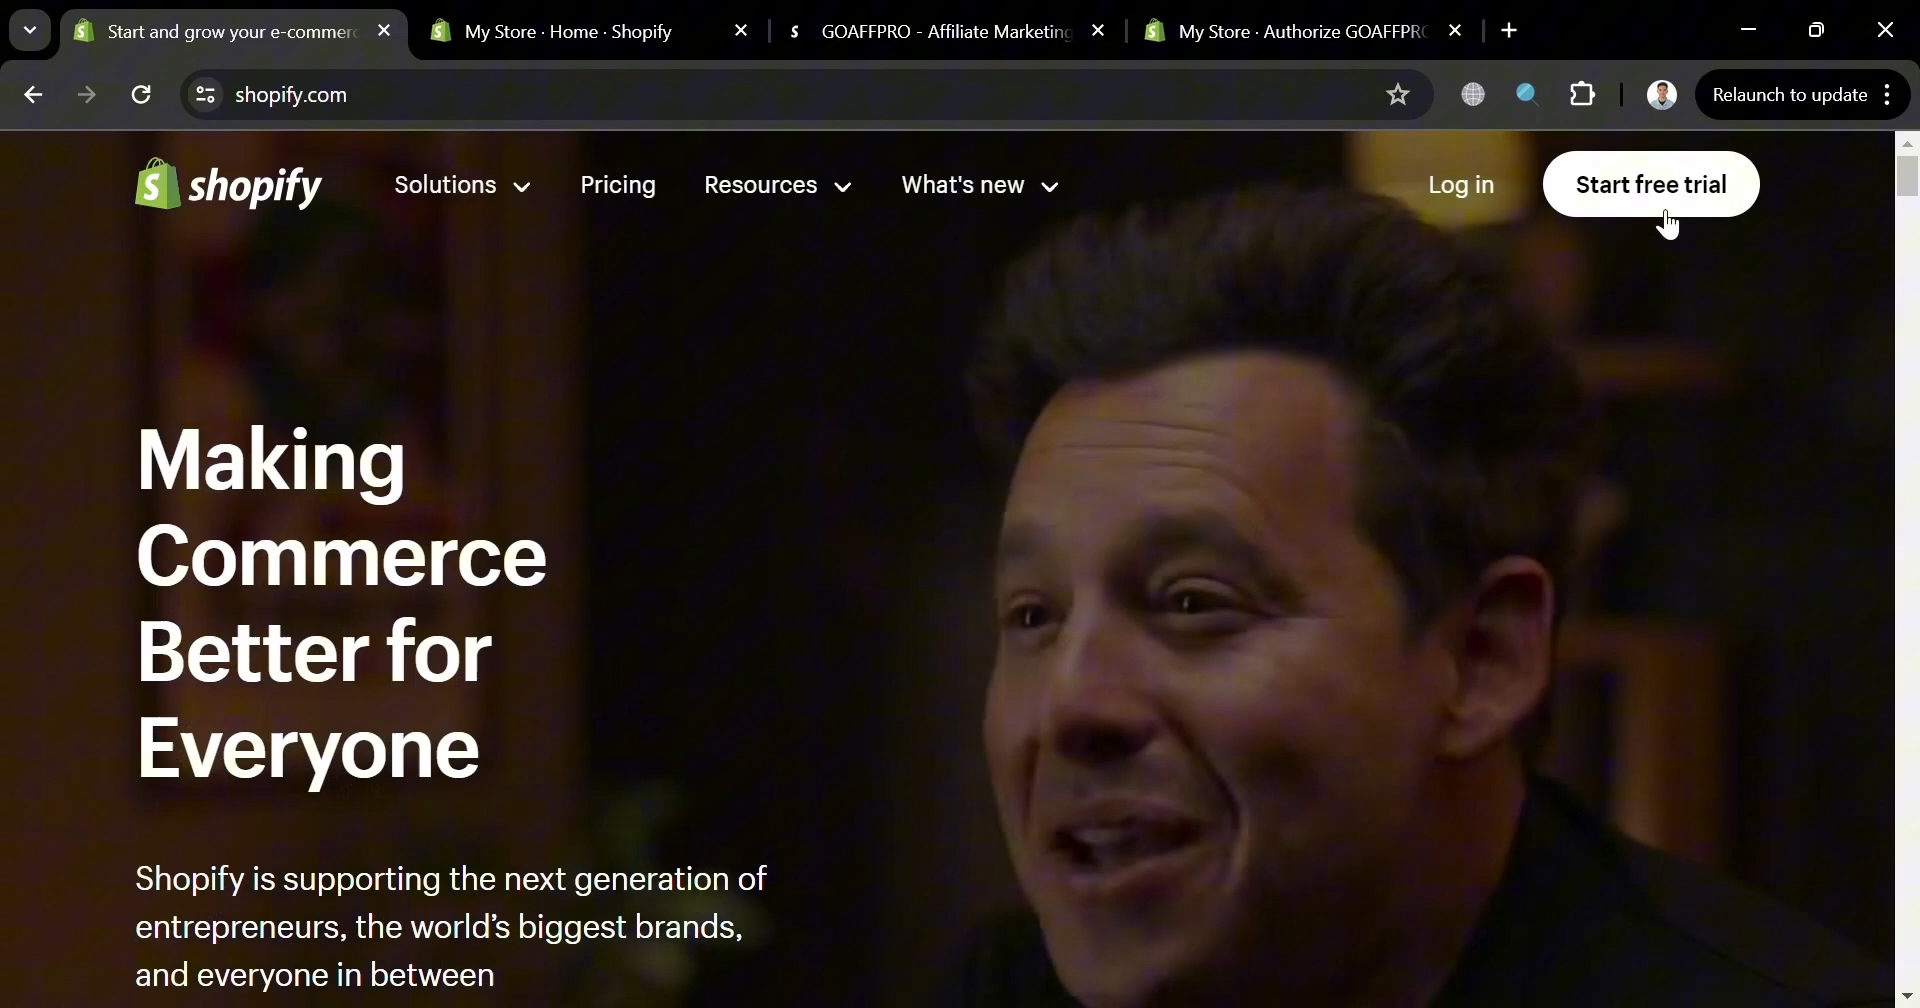 Start and grow your e-commerc
My Store · Home · Shopify
GOAFFPRO - Affiliate Marketing
My Store · Authorize GOAFFPR
shopify.com
Relaunch to update
shopify
Solutions
Pricing
Resources
What's new
Log in
Start free trial
Making
Commerce
Better for
Everyone
Shopify is supporting the next generation of
entrepreneurs, the world’s biggest brands,
and everyone in between